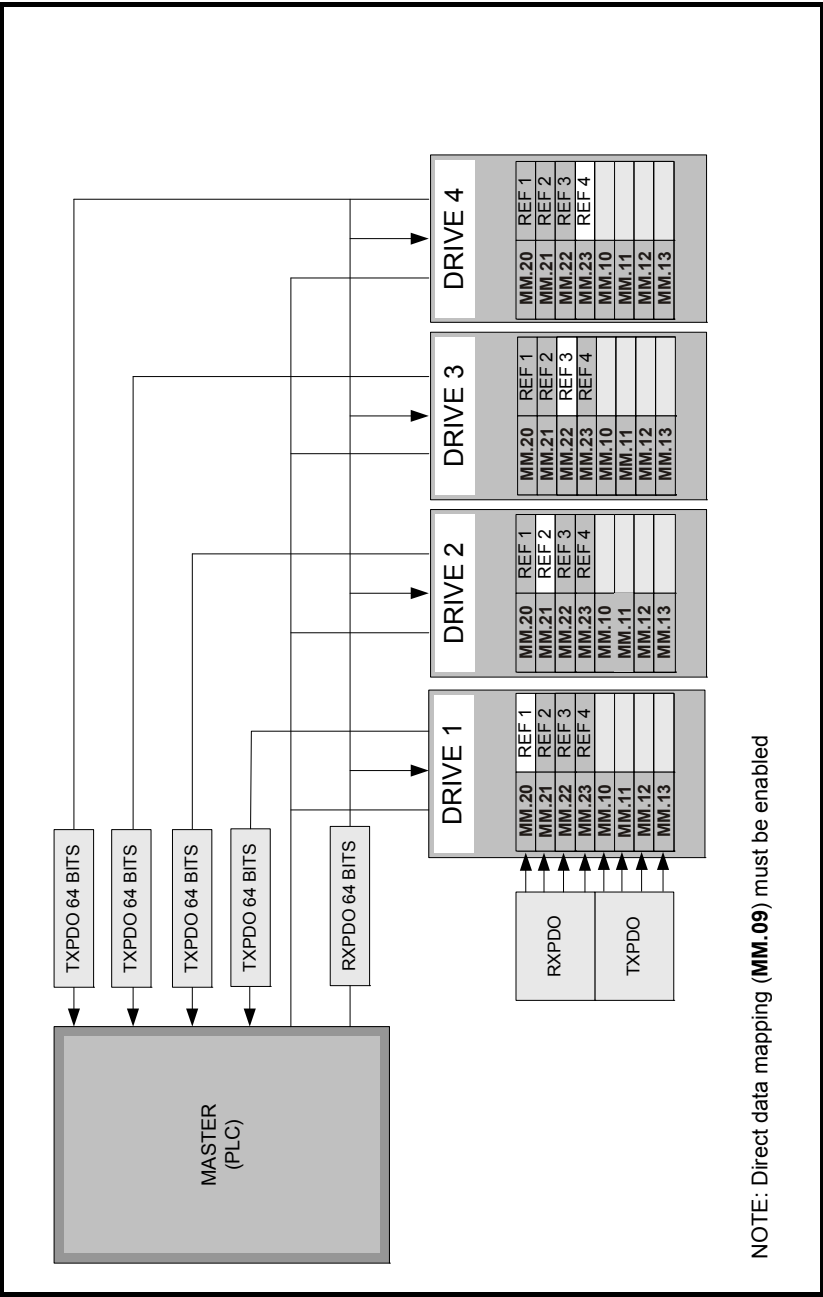 MASTER
(PLC)
TXPDO 64 BITS
TXPDO 64 BITS
TXPDO 64 BITS
TXPDO 64 BITS
RXPDO 64 BITS
DRIVE 1
MM.20 REF 1
MM.21 REF 2
MM.22 REF 3
MM.23 REF 4
MM.10
MM.11
MM.12
MM.13
DRIVE 2
MM.20 REF 1
MM.21 REF 2
MM.22 REF 3
MM.23 REF 4
MM.10
MM.11
MM.12
MM.13
DRIVE 3
MM.20 REF 1
MM.21 REF 2
MM.22 REF 3
MM.23 REF 4
MM.10
MM.11
MM.12
MM.13
DRIVE 4
MM.20 REF 1
MM.21 REF 2
MM.22 REF 3
MM.23 REF 4
MM.10
MM.11
MM.12
MM.13
RXPDO
TXPDO
NOTE: Direct data mapping (MM.09) must be enabled